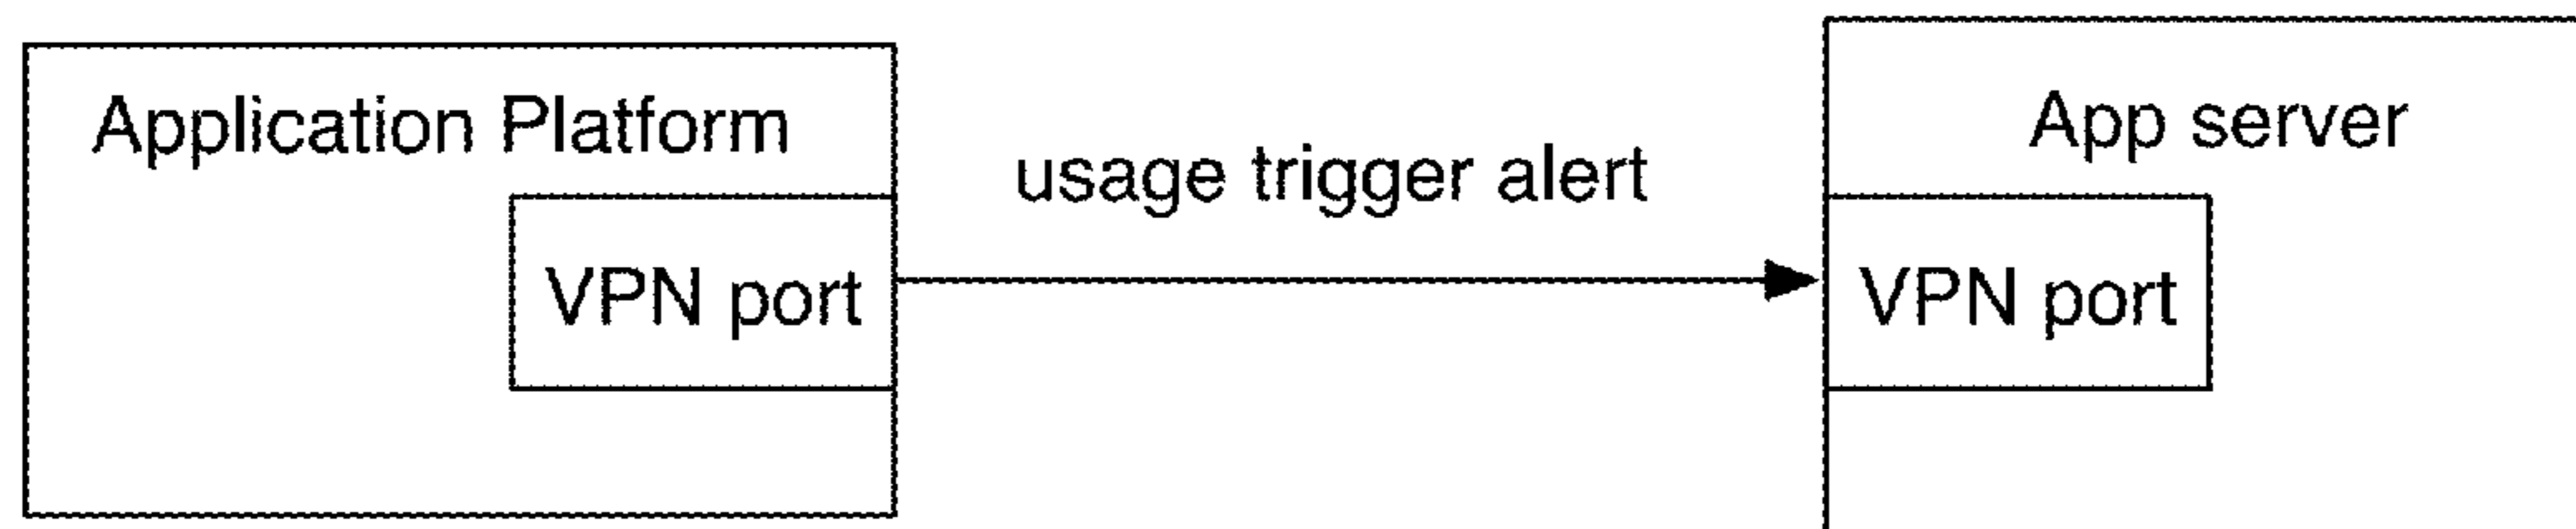 Application Platform
VPN port
usage trigger alert
App server
VPN port